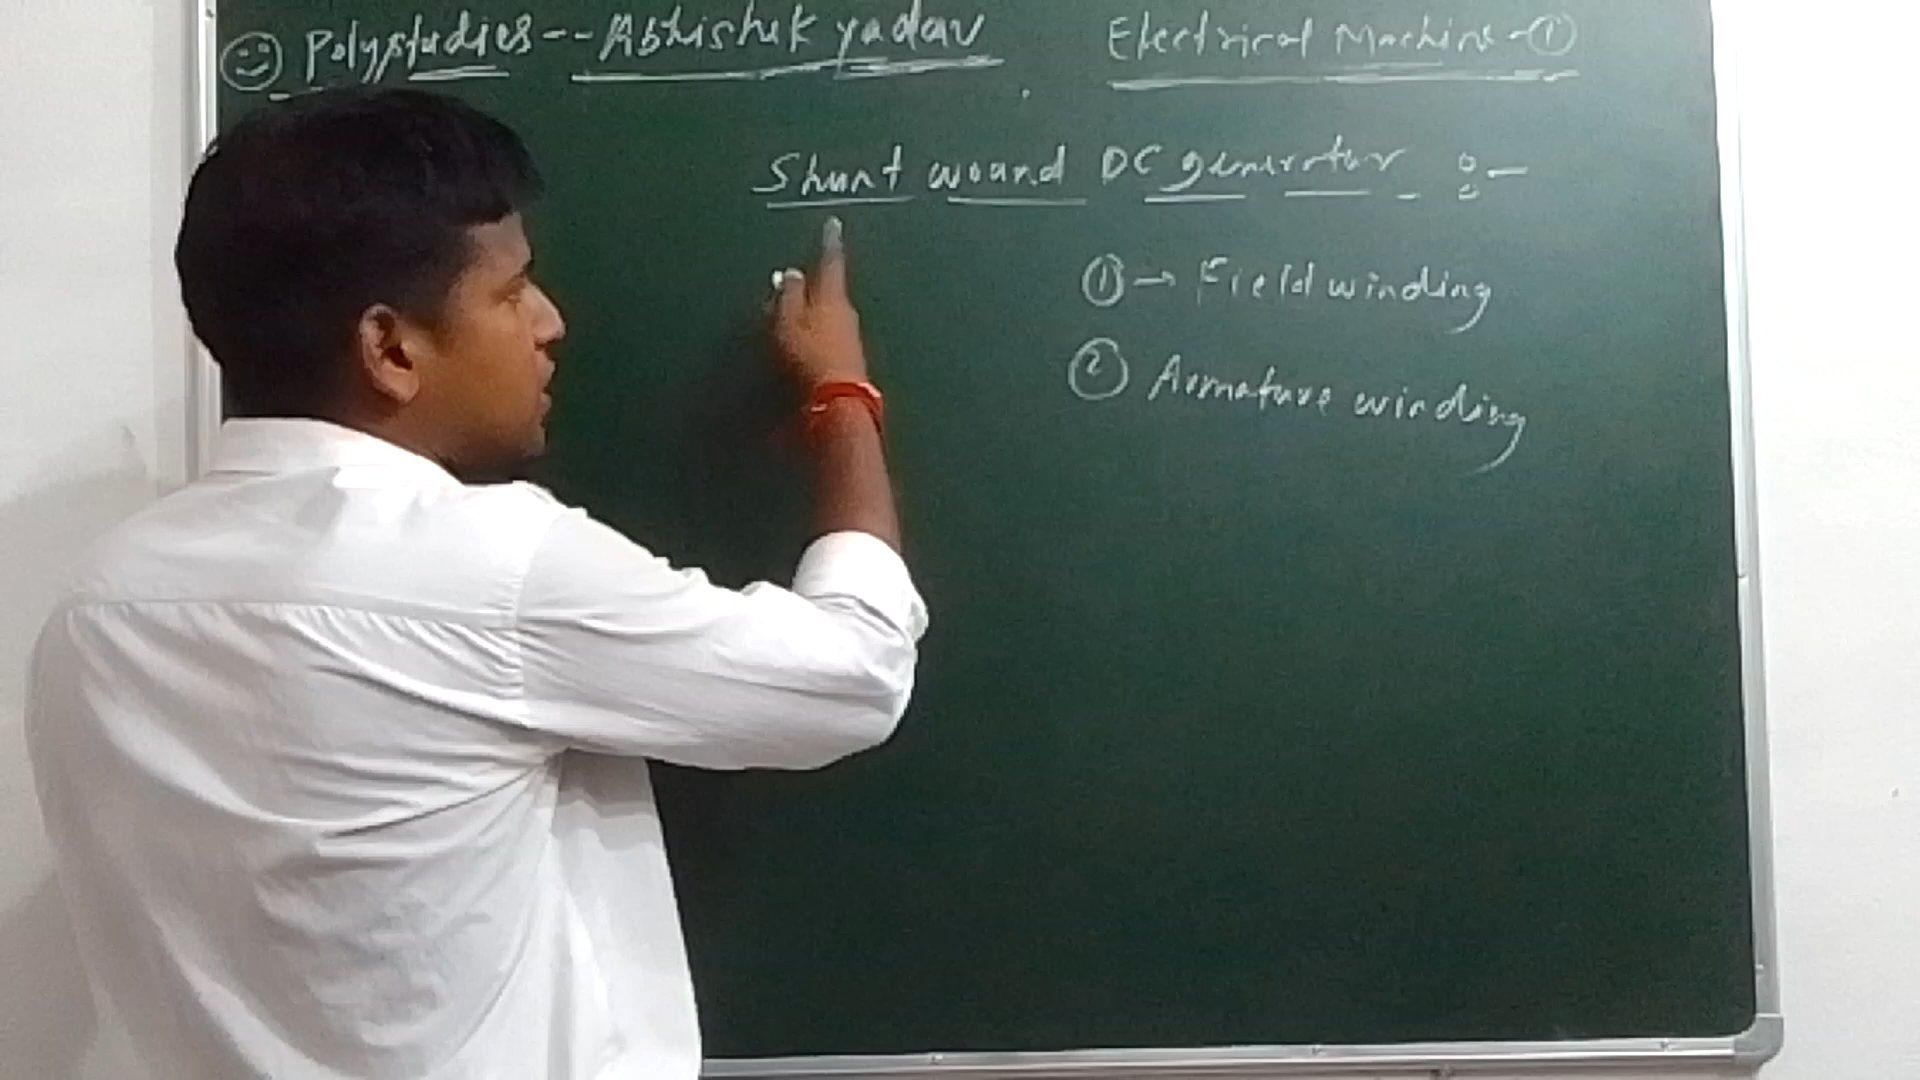 Polystudies---Abhishek yadav Electrical Machine-①
Shunt wound DC generator :-
① → Field winding
② Armature winding